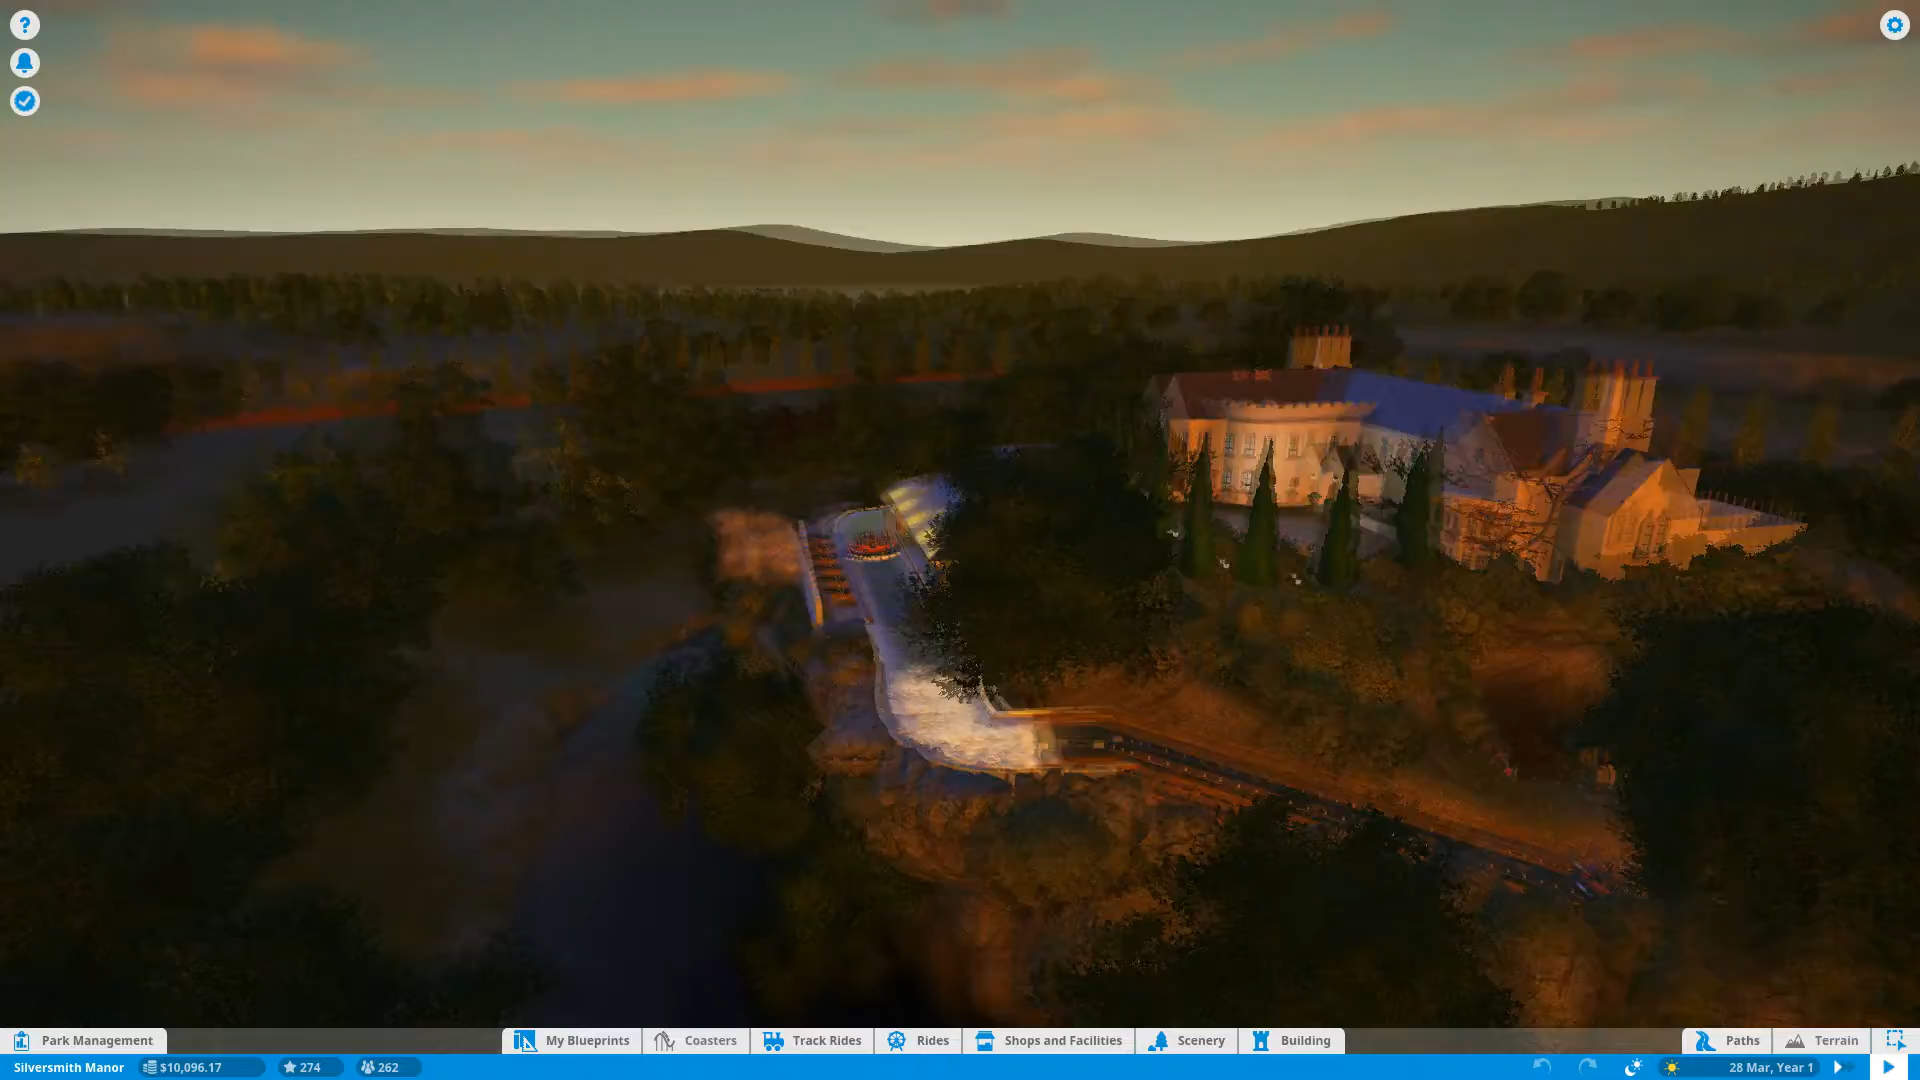 ?
Park Management
My Blueprints
Coasters
Track Rides
Rides
Shops and Facilities
Scenery
Building
Paths
Terrain
Silversmith Manor
$10,096.17
274
262
28 Mar, Year 1